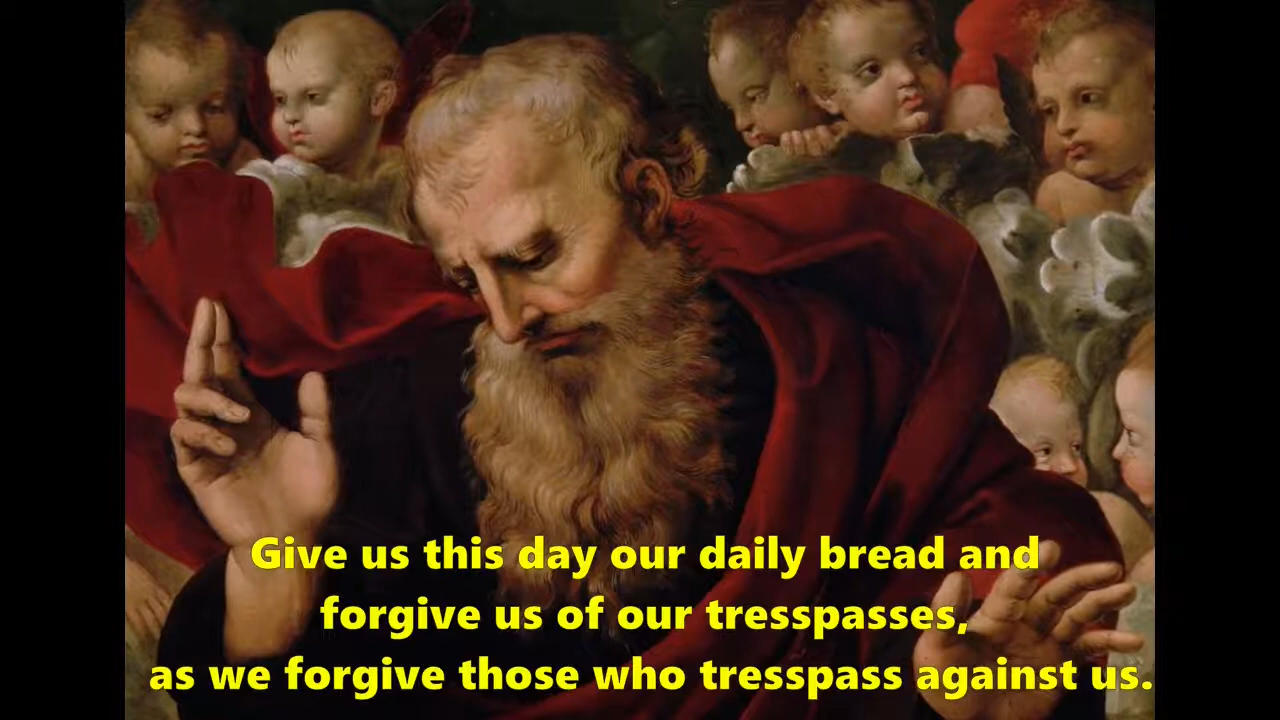 Give us this day our daily bread and
forgive us of our tresspasses,
as we forgive those who tresspass against us.